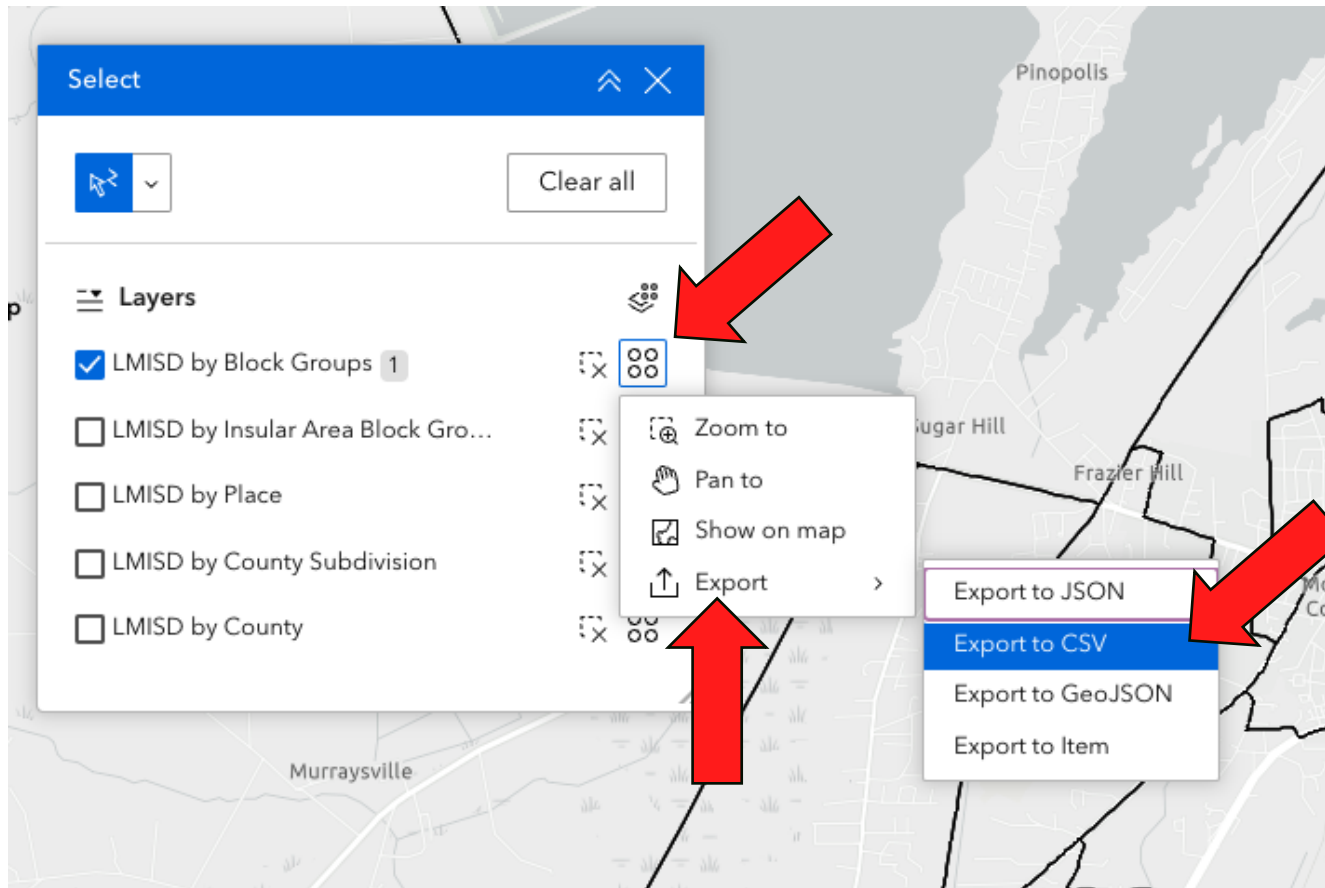 Select
Pinopolis
Clear all
Layers
p
LMISD by Block Groups 1
LMISD by Insular Area Block Gro...
LMISD by Place
LMISD by County Subdivision
LMISD by County
Zoom to
Pan to
Show on map
Export
Sugar Hill
Frazier Hill
Export to JSON
Export to CSV
Export to GeoJSON
Export to Item
Murraysville